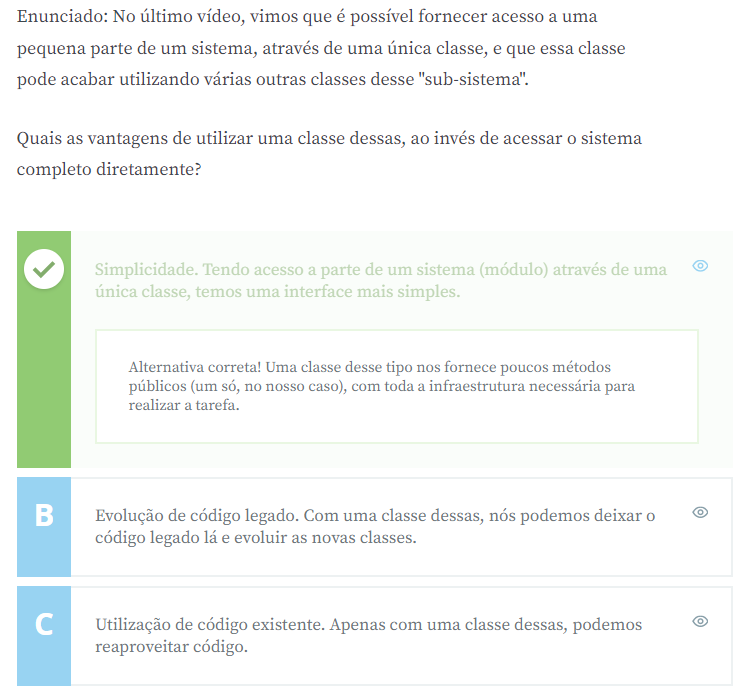 Enunciado: No último vídeo, vimos que é possível fornecer acesso a uma
pequena parte de um sistema, através de uma única classe, e que essa classe
pode acabar utilizando várias outras classes desse "sub-sistema".
Quais as vantagens de utilizar uma classe dessas, ao invés de acessar o sistema
completo diretamente?
Simplicidade. Tendo acesso a parte de um sistema (módulo) através de uma
única classe, temos uma interface mais simples.
Alternativa correta! Uma classe desse tipo nos fornece poucos métodos
públicos (um só, no nosso caso), com toda a infraestrutura necessária para
realizar a tarefa.
B
Evolução de código legado. Com uma classe dessas, nós podemos deixar o
código legado lá e evoluir as novas classes.
C
Utilização de código existente. Apenas com uma classe dessas, podemos
reaproveitar código.